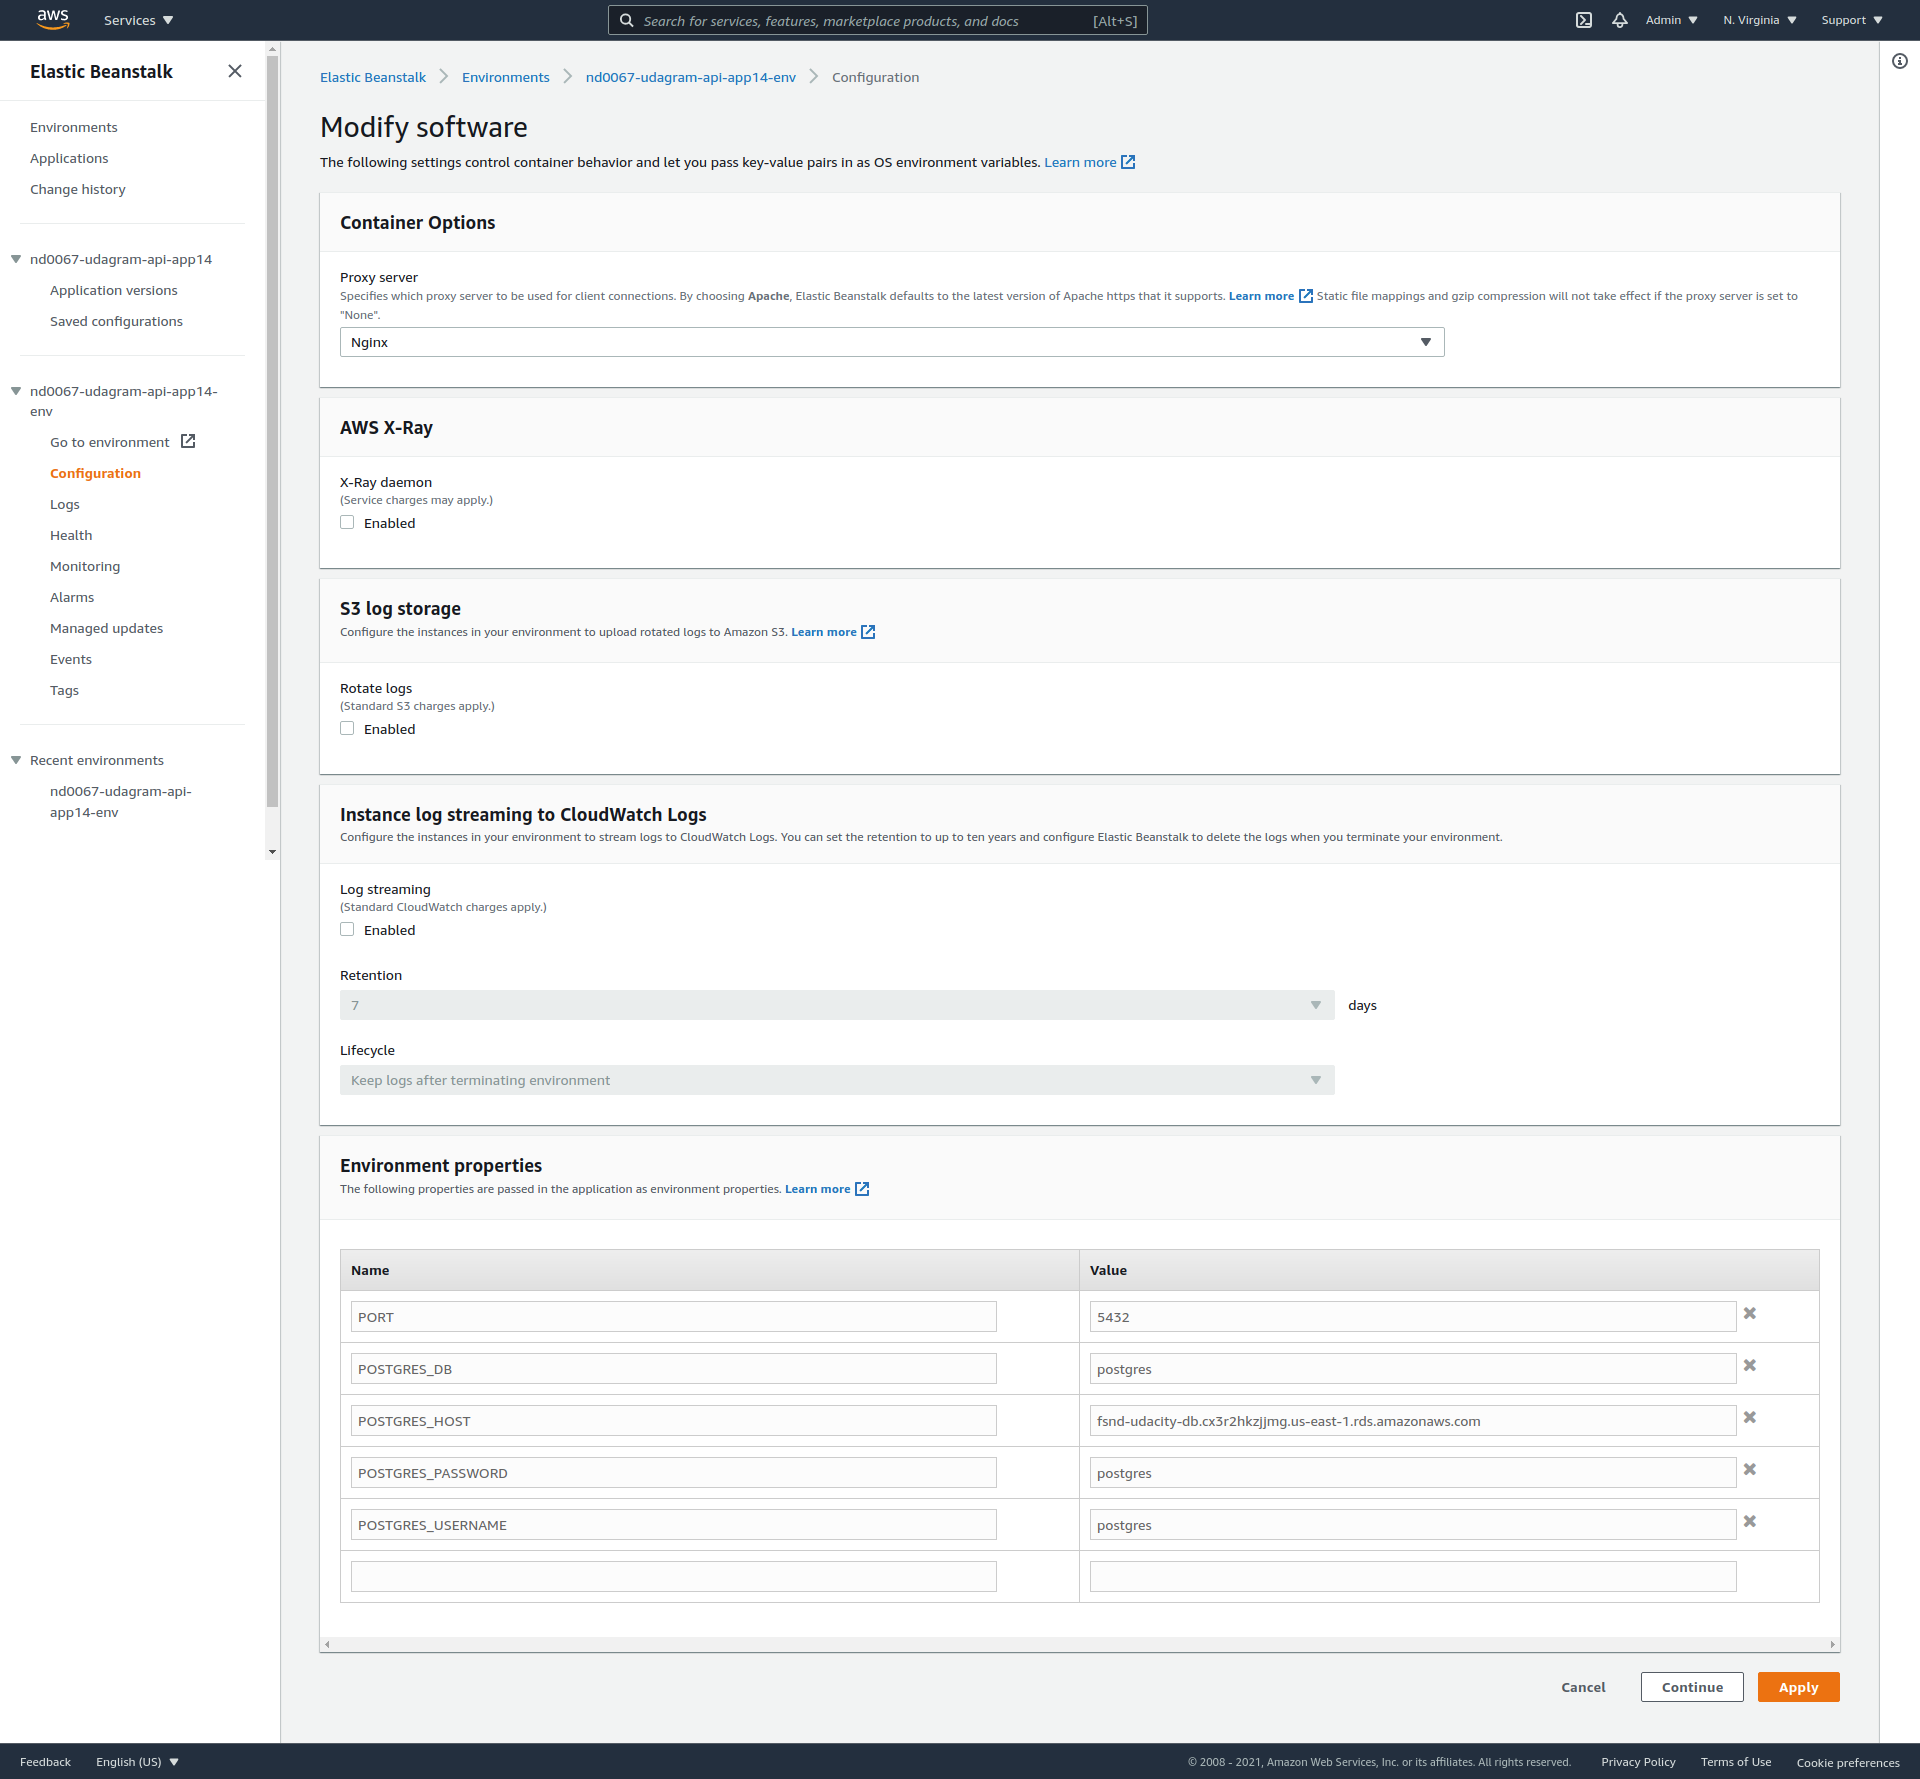 aws
Services
Search for services, features, marketplace products, and docs
[Alt+S]
Admin
N. Virginia
Support
Elastic Beanstalk
Environments
Applications
Change history
nd0067-udagram-api-app14
Application versions
Saved configurations
nd0067-udagram-api-app14-
env
Go to environment
Configuration
Logs
Health
Monitoring
Alarms
Managed updates
Events
Tags
Recent environments
nd0067-udagram-api-
app14-env
Elastic Beanstalk
Environments
nd0067-udagram-api-app14-env
Configuration
Modify software
The following settings control container behavior and let you pass key-value pairs in as OS environment variables. Learn more
Container Options
Proxy server
Specifies which proxy server to be used for client connections. By choosing Apache, Elastic Beanstalk defaults to the latest version of Apache https that it supports. Learn more Static file mappings and gzip compression will not take effect if the proxy server is set to
"None".
Nginx
AWS X-Ray
X-Ray daemon
(Service charges may apply.)
Enabled
S3 log storage
Configure the instances in your environment to upload rotated logs to Amazon S3. Learn more
Rotate logs
(Standard S3 charges apply.)
Enabled
Instance log streaming to CloudWatch Logs
Configure the instances in your environment to stream logs to CloudWatch Logs. You can set the retention to up to ten years and configure Elastic Beanstalk to delete the logs when you terminate your environment.
Log streaming
(Standard CloudWatch charges apply.)
Enabled
Retention
7
days
Lifecycle
Keep logs after terminating environment
Environment properties
The following properties are passed in the application as environment properties. Learn more
Name
Value
PORT
5432
POSTGRES_DB
postgres
POSTGRES_HOST
fsnd-udacity-db.cx3r2hkzjjmg.us-east-1.rds.amazonaws.com
POSTGRES_PASSWORD
postgres
POSTGRES_USERNAME
postgres
Cancel
Continue
Apply
Feedback
English (US)
© 2008 - 2021, Amazon Web Services, Inc. or its affiliates. All rights reserved.
Privacy Policy
Terms of Use
Cookie preferences